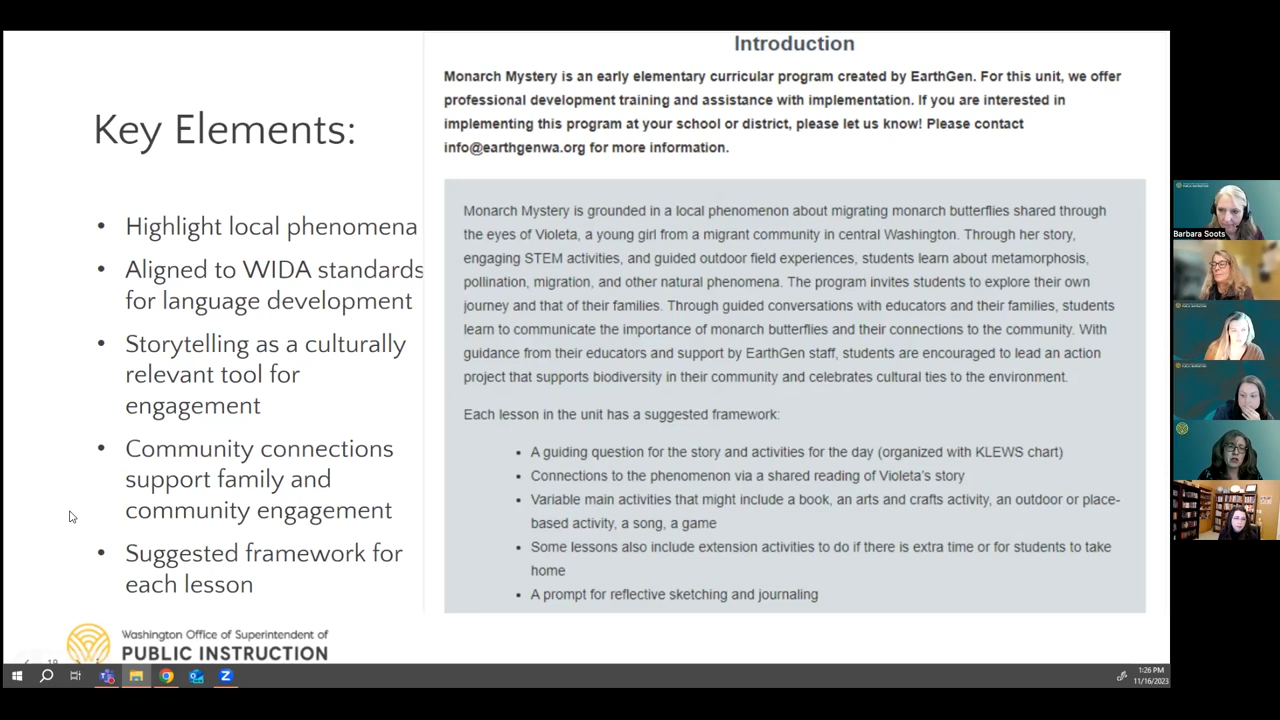 Key Elements:
• Highlight local phenomena
• Aligned to WIDA standards
for language development
• Storytelling as a culturally
relevant tool for
engagement
• Community connections
support family and
community engagement
• Suggested framework for
each lesson
Washington Office of Superintendent of
PUBLIC INSTRUCTION
Introduction
Monarch Mystery is an early elementary curricular program created by EarthGen. For this unit, we offer
professional development training and assistance with implementation. If you are interested in
implementing this program at your school or district, please let us know! Please contact
info@earthgenwa.org for more information.
Monarch Mystery is grounded in a local phenomenon about migrating monarch butterflies shared through
the eyes of Violeta, a young girl from a migrant community in central Washington. Through her story,
engaging STEM activities, and guided outdoor field experiences, students learn about metamorphosis,
pollination, migration, and other natural phenomena. The program invites students to explore their own
journey and that of their families. Through guided conversations with educators and their families, students
learn to communicate the importance of monarch butterflies and their connections to the community. With
guidance from their educators and support by EarthGen staff, students are encouraged to lead an action
project that supports biodiversity in their community and celebrates cultural ties to the environment.
Each lesson in the unit has a suggested framework:
• A guiding question for the story and activities for the day (organized with KLEWS chart)
• Connections to the phenomenon via a shared reading of Violeta's story
• Variable main activities that might include a book, an arts and crafts activity, an outdoor or place-
based activity, a song, a game
• Some lessons also include extension activities to do if there is extra time or for students to take
home
• A prompt for reflective sketching and journaling
Barbara Soots
1:26 PM
11/16/2023